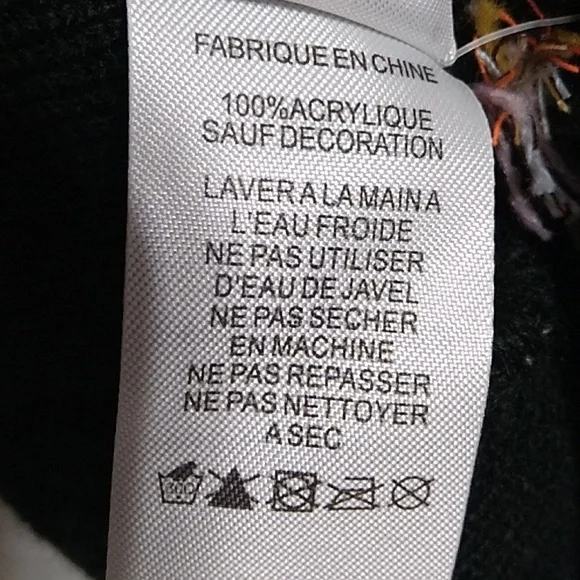 FABRIQUE EN CHINE
100%ACRYLIQUE
SAUF DECORATION
LAVER A LA MAIN A
L'EAU FROIDE
NE PAS UTILISER
D'EAU DE JAVEL
NE PAS SECHER
EN MACHINE
NE PAS REPASSER
NE PAS NETTOYER
A SEC